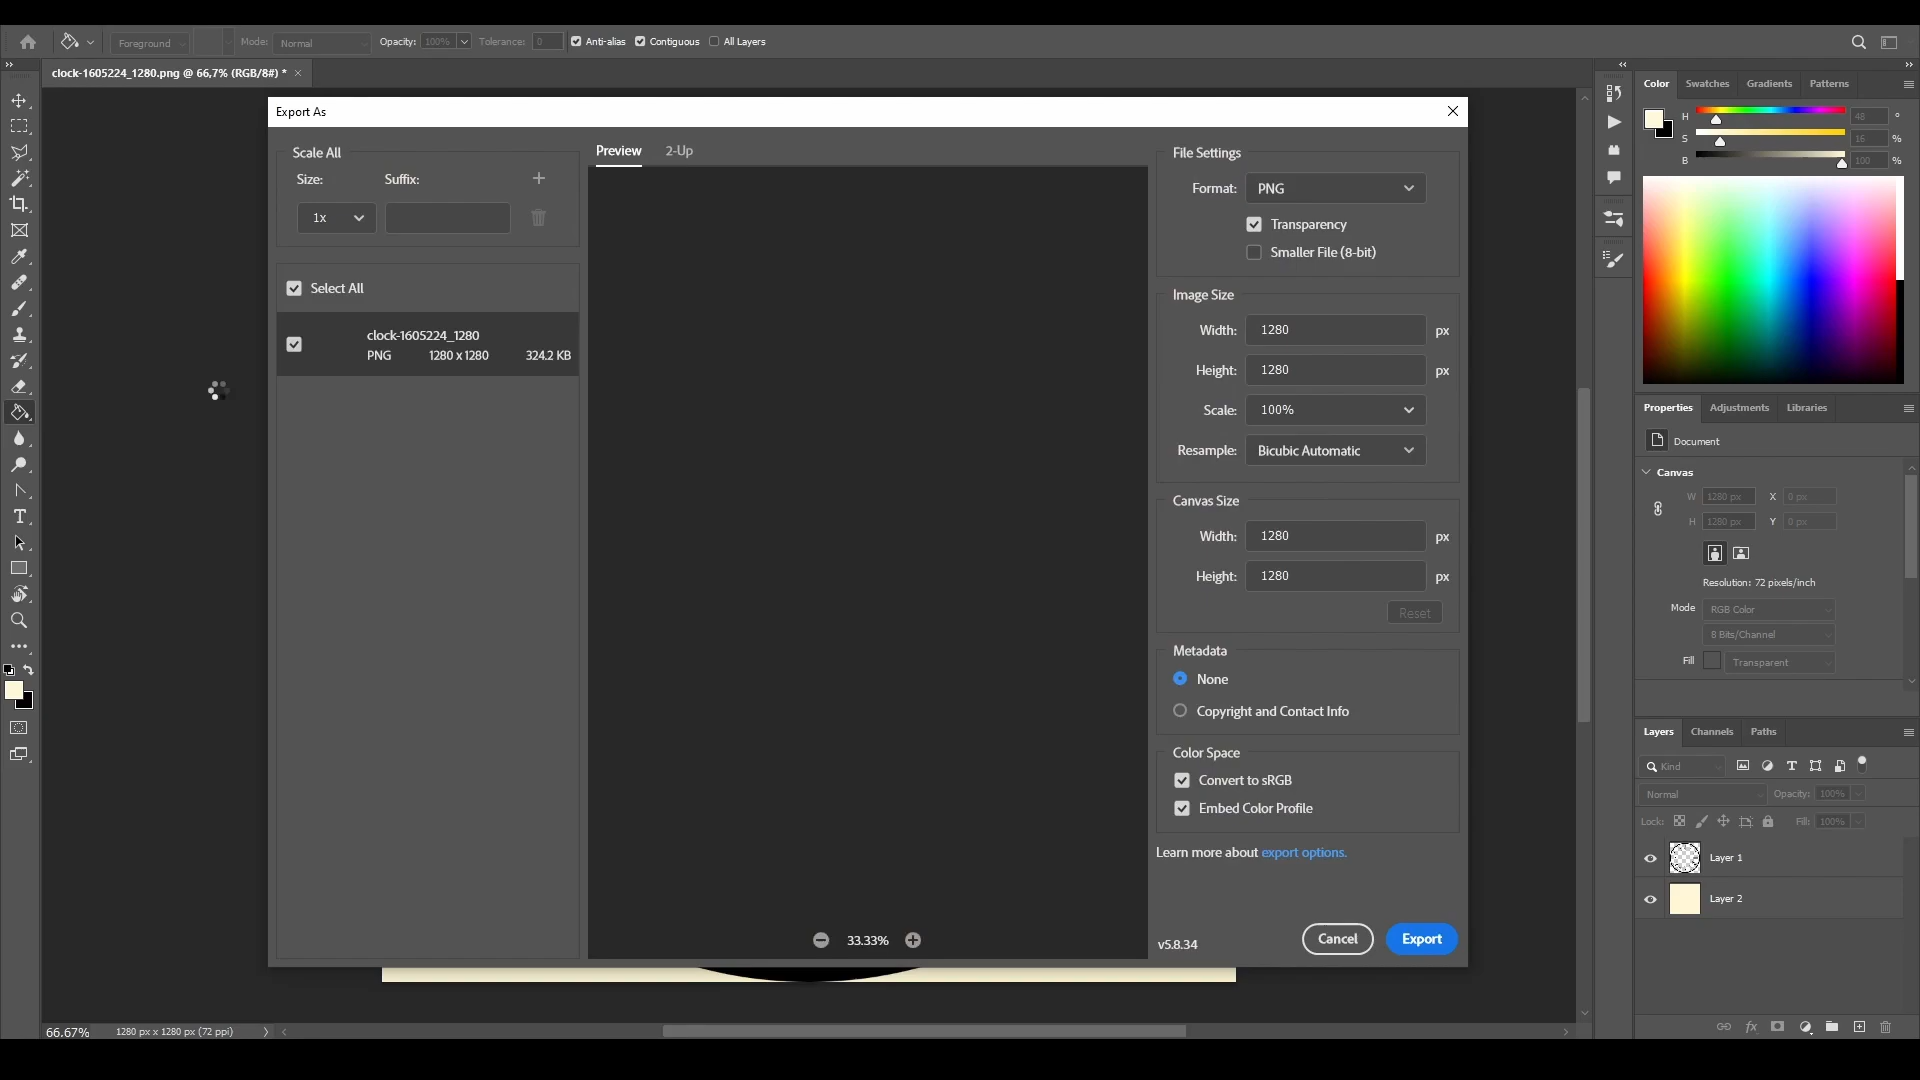 Foreground
Mode: Normal
Opacity: 100%
Tolerance: 0
Anti-alias
Contiguous
All Layers
clock-1605224_1280.png @ 66,7% (RGB/8#) *
Export As
Scale All
Size:
Suffix:
1x
Select All
clock-1605224_1280
PNG 1280 x 1280 324.2 KB
Preview
2-Up
33.33%
File Settings
Format: PNG
Transparency
Smaller File (8-bit)
Image Size
Width: 1280 px
Height: 1280 px
Scale: 100%
Resample: Bicubic Automatic
Canvas Size
Width: 1280 px
Height: 1280 px
Reset
Metadata
None
Copyright and Contact Info
Color Space
Convert to sRGB
Embed Color Profile
Learn more about export options.
v5.8.34
Cancel
Export
Color Swatches Gradients Patterns
H 48 °
S 16 %
B 100 %
Properties Adjustments Libraries
Document
Canvas
W 1280 px X 0 px
H 1280 px Y 0 px
Resolution: 72 pixels/inch
Mode RGB Color
8 Bits/Channel
Fill Transparent
Layers Channels Paths
Kind
Normal Opacity: 100%
Lock: Fill: 100%
Layer 1
Layer 2
fx
66.67% 1280 px x 1280 px (72 ppi)